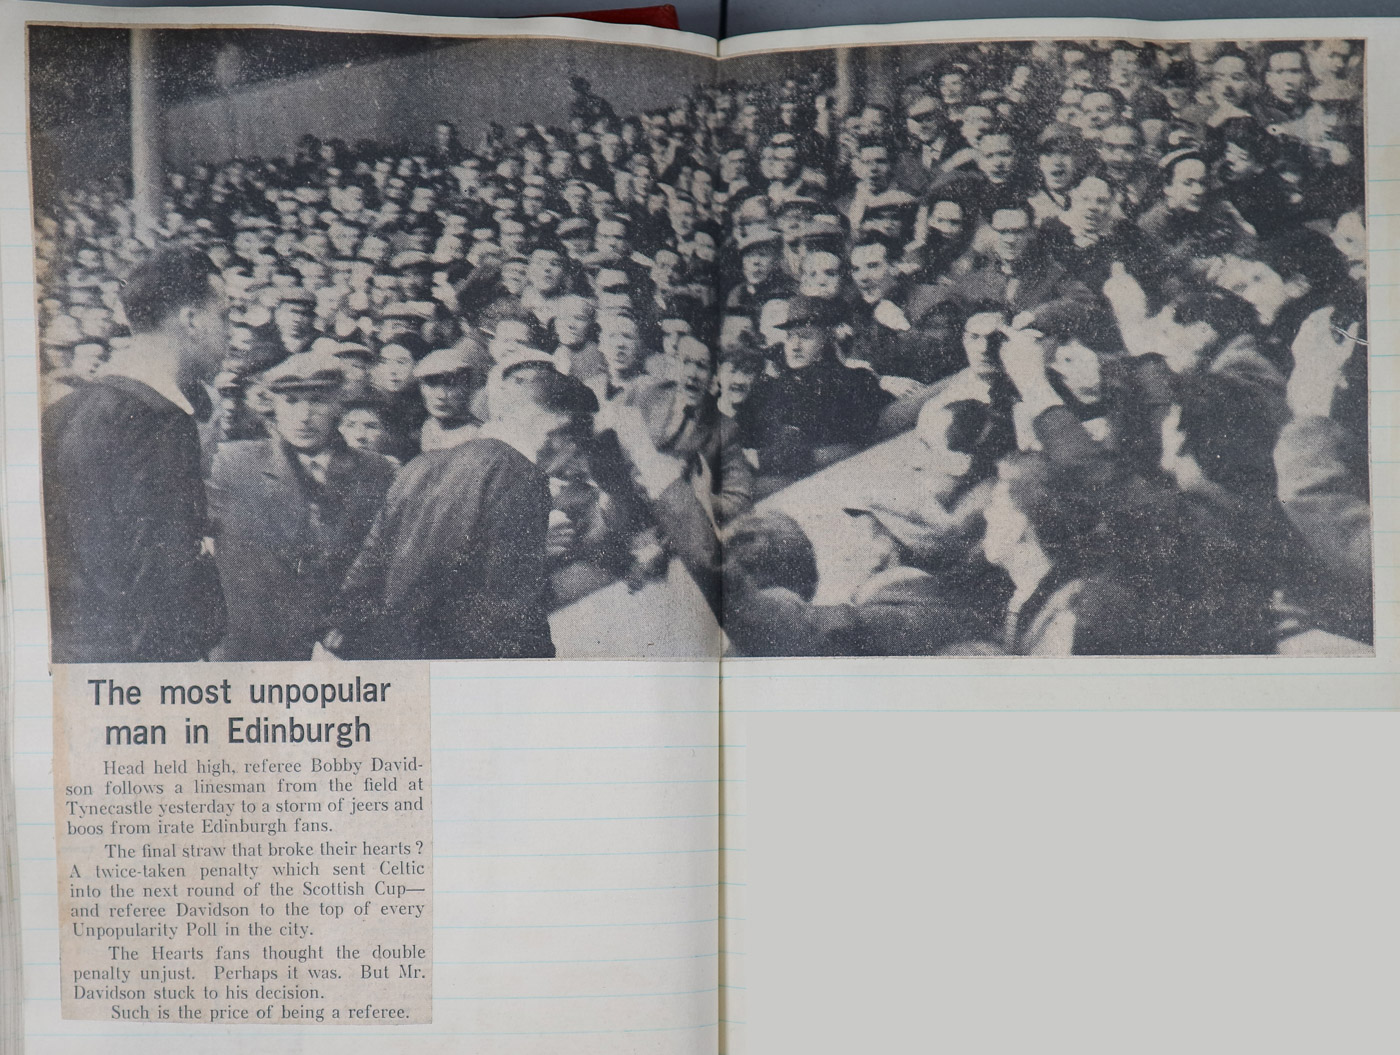 The most unpopular
man in Edinburgh
Head held high, referee Bobby David-
son follows a linesman from the field at
Tynecastle yesterday to a storm of jeers and
boos from irate Edinburgh fans.
The final straw that broke their hearts ?
A twice-taken penalty which sent Celtic
into the next round of the Scottish Cup—
and referee Davidson to the top of every
Unpopularity Poll in the city.
The Hearts fans thought the double
penalty unjust. Perhaps it was. But Mr.
Davidson stuck to his decision.
Such is the price of being a referee.